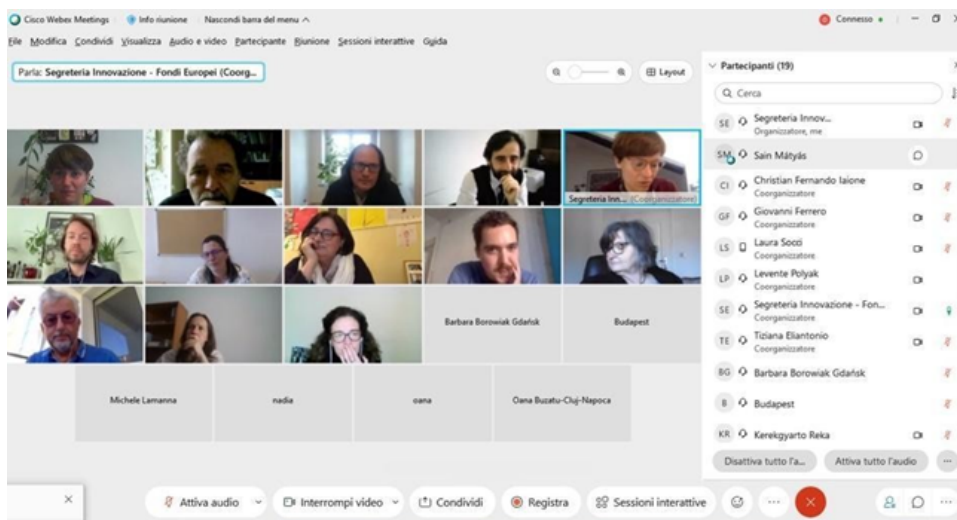 Cisco Webex Meetings
Info riunione
Nascondi barra del menu
Connesso
File Modifica Condividi Visualizza Audio e video Partecipante Riunione Sessioni interattive Guida
Parla: Segreteria Innovazione - Fondi Europei (Coorg...
Layout
Segreteria Inn... (Coorganizzatore)
Barbara Borowiak Gdańsk
Budapest
Michele Lamanna
nadia
oana
Oana Buzatu-Cluj-Napoca
Partecipanti (19)
Cerca
SE Segreteria Innov...
Organizzatore, me
SM Sain Mátyás
CI Christian Fernando Iaione
Coorganizzatore
GF Giovanni Ferrero
Coorganizzatore
LS Laura Socci
Coorganizzatore
LP Levente Polyak
Coorganizzatore
SE Segreteria Innovazione - Fon...
Coorganizzatore
TE Tiziana Eliantonio
Coorganizzatore
BG Barbara Borowiak Gdańsk
B Budapest
KR Kerekgyarto Reka
Disattiva tutto l'a...
Attiva tutto l'audio
Attiva audio
Interrompi video
Condividi
Registra
Sessioni interattive